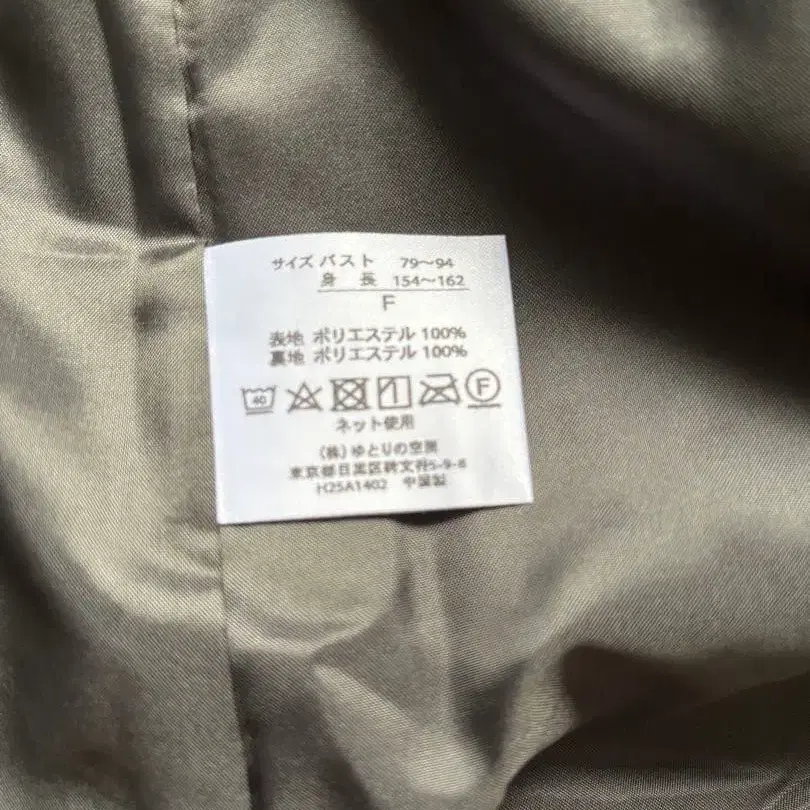 サイズ バスト 79〜94
身 長 154〜162
F
表地 ポリエステル 100%
裏地 ポリエステル 100%
40 F
ネット使用
(株)ゆとりの空間
東京都目黒区碑文谷5-9-8
H25A1402 中国製